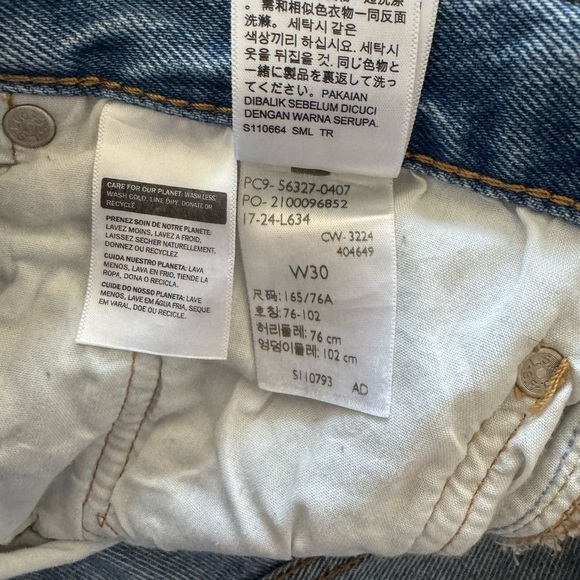 需和相似色衣物一同反面
洗滌。세탁시 같은
색상끼리 하십시요. 세탁시
옷을 뒤집을 것. 同じ色物と
一緒に製品を裏返して洗っ
てください。PAKAIAN
DIBALIK SEBELUM DICUCI
DENGAN WARNA SERUPA.
S110664 SML TR
CARE FOR OUR PLANET: WASH LESS,
WASH COLD, LINE DRY, DONATE OR
RECYCLE
PRENEZ SOIN DE NOTRE PLANETE:
LAVEZ MOINS, LAVEZ A FROID,
LAISSEZ SECHER NATURELLEMENT,
DONNEZ OU RECYCLEZ
CUIDA NUESTRO PLANETA: LAVA
MENOS, LAVA EN FRIO, TIENDE LA
ROPA, DONA O RECICLA.
CUIDE DO NOSSO PLANETA: LAVE
MENOS, LAVE EM ÁGUA FRIA, SEQUE
EM VARAL, DOE OU RECICLE.
PC9- 56327-0407
PO- 2100096852
17-24-L634
CW-3224
404649
W30
尺码: 165/76A
호칭: 76-102
허리둘레: 76 cm
엉덩이둘레: 102 cm
S110793 AD